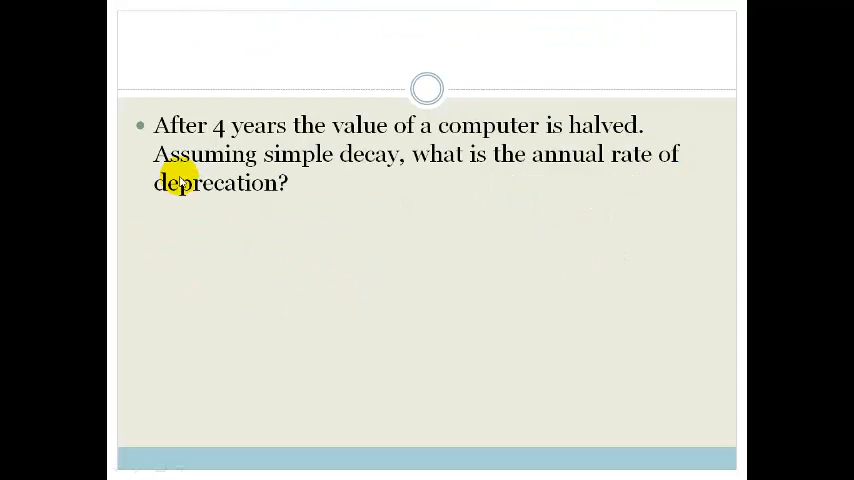 After 4 years the value of a computer is halved.
Assuming simple decay, what is the annual rate of
deprecation?